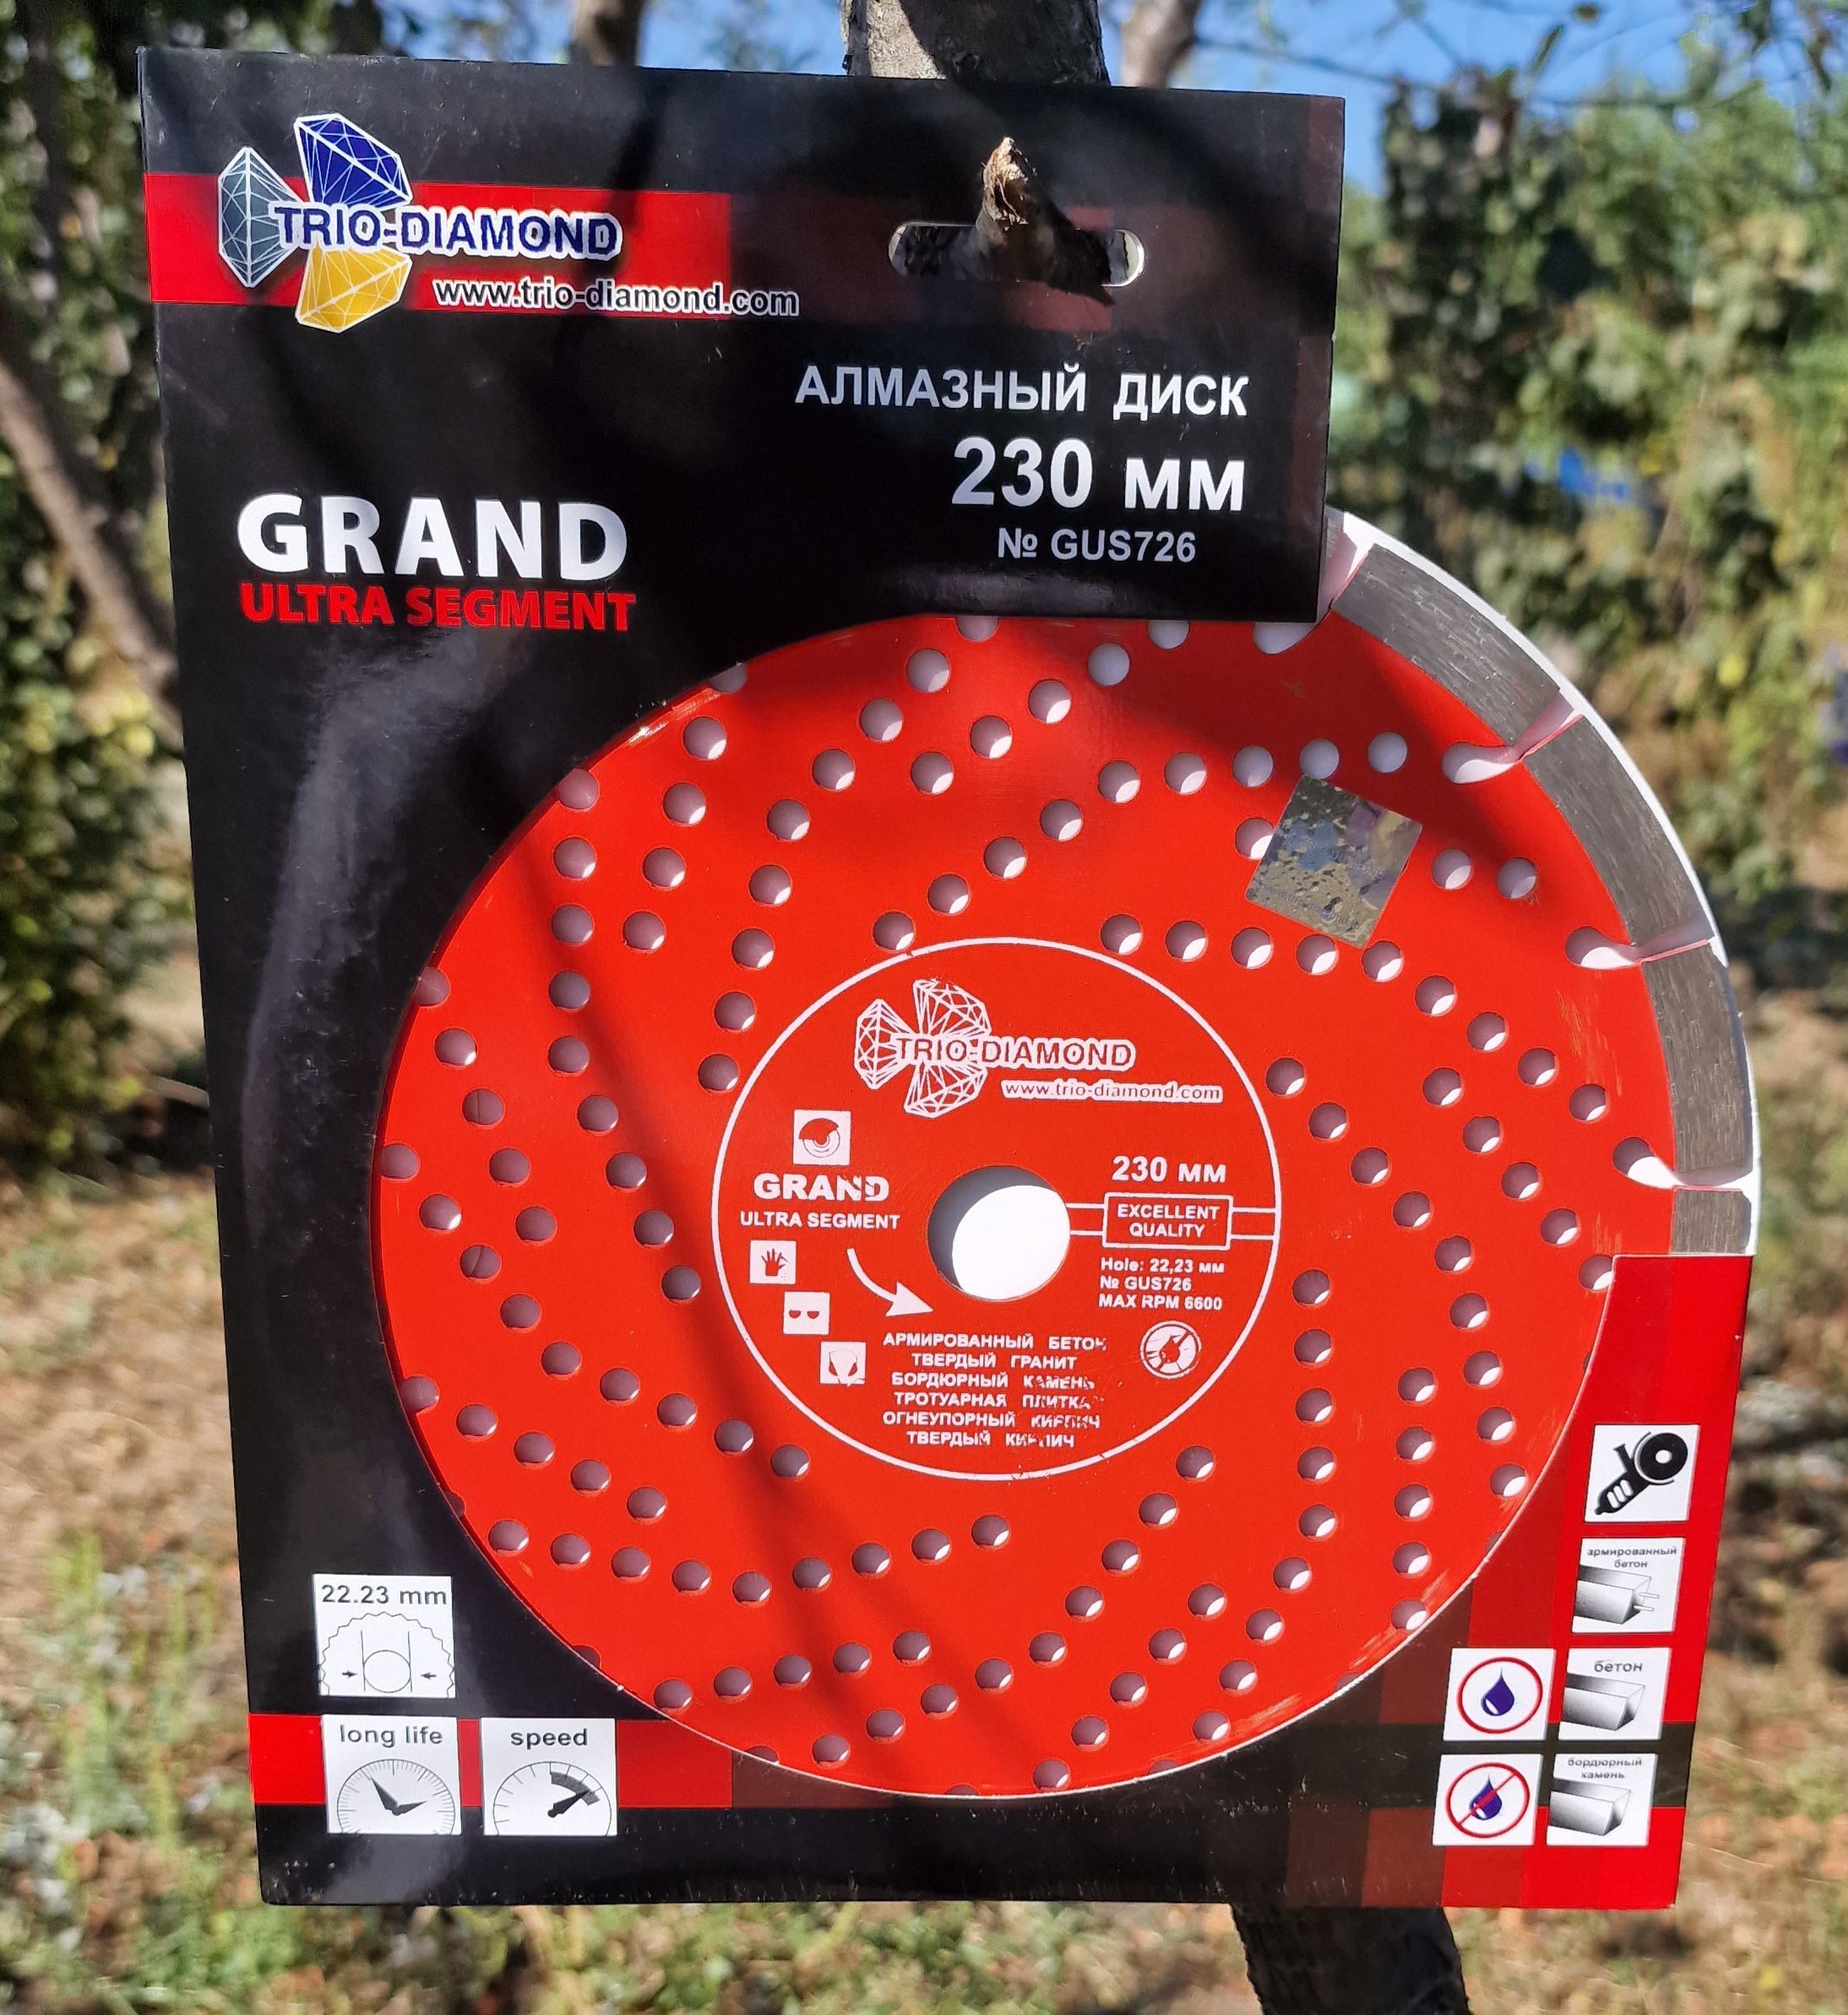 TRIO-DIAMOND
www.trio-diamond.com
АЛМАЗНЫЙ ДИСК
230 мм
№ GUS726
GRAND
ULTRA SEGMENT
TRIO-DIAMOND
www.trio-diamond.com
GRAND
ULTRA SEGMENT
230 мм
EXCELLENT
QUALITY
Hole: 22,23 мм
№ GUS726
MAX RPM 6600
АРМИРОВАННЫЙ БЕТОН
ТВЕРДЫЙ ГРАНИТ
БОРДЮРНЫЙ КАМЕНЬ
ТРОТУАРНАЯ ПЛИТКА
ОГНЕУПОРНЫЙ КИРПИЧ
ТВЕРДЫЙ КИРПИЧ
22.23 mm
long life
speed
армированный
бетон
бетон
бордюрный
камень